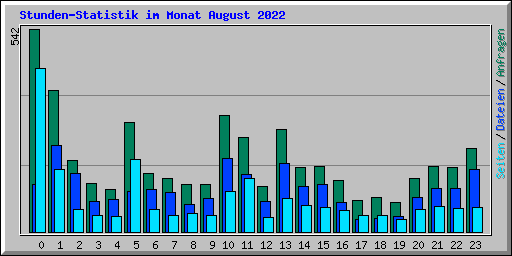 Stunden-Statistik im Monat August 2022
542
Seiten / Dateien / Anfragen
0 1 2 3 4 5 6 7 8 9 10 11 12 13 14 15 16 17 18 19 20 21 22 23